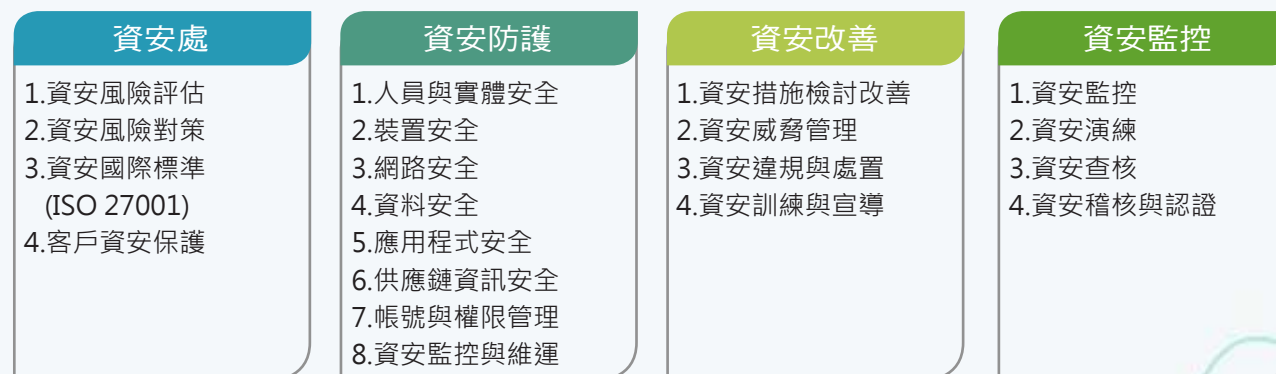 資安處
1.資安風險評估
2.資安風險對策
3.資安國際標準
(ISO 27001)
4.客戶資安保護
資安防護
1.人員與實體安全
2.裝置安全
3.網路安全
4.資料安全
5.應用程式安全
6.供應鏈資訊安全
7.帳號與權限管理
8.資安監控與維運
資安改善
1.資安措施檢討改善
2.資安威脅管理
3.資安違規與處置
4.資安訓練與宣導
資安監控
1.資安監控
2.資安演練
3.資安查核
4.資安稽核與認證